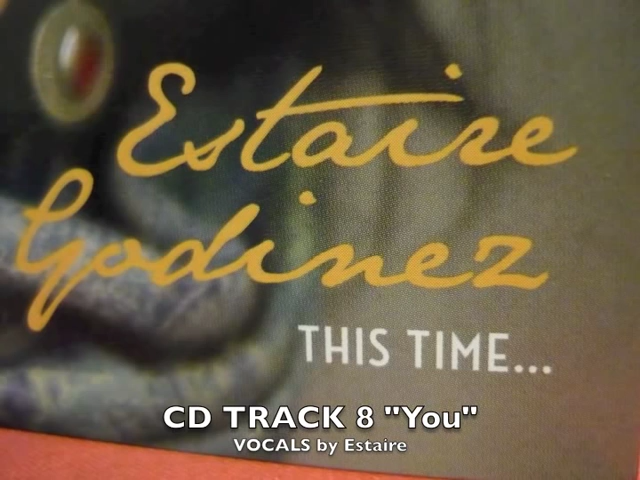 Estaire
Godinez
THIS TIME...
CD TRACK 8 "You"
VOCALS by Estaire